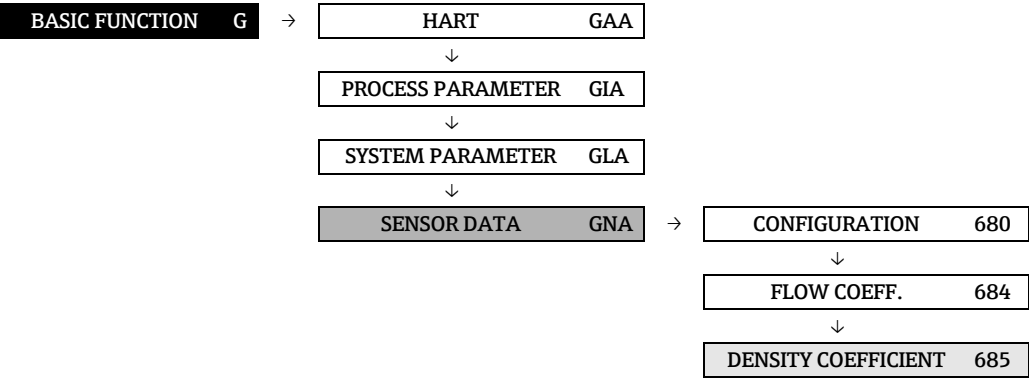 BASIC FUNCTION G → HART GAA
↓
PROCESS PARAMETER GIA
↓
SYSTEM PARAMETER GLA
↓
SENSOR DATA GNA → CONFIGURATION 680
↓
FLOW COEFF. 684
↓
DENSITY COEFFICIENT 685